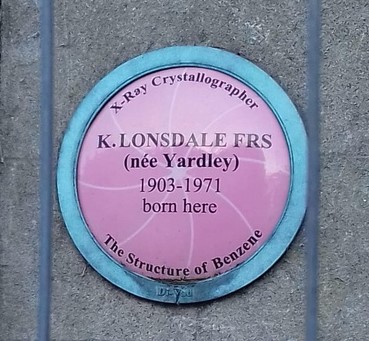 X-Ray Crystallographer
K. LONSDALE FRS
(née Yardley)
1903-1971
born here
The Structure of Benzene